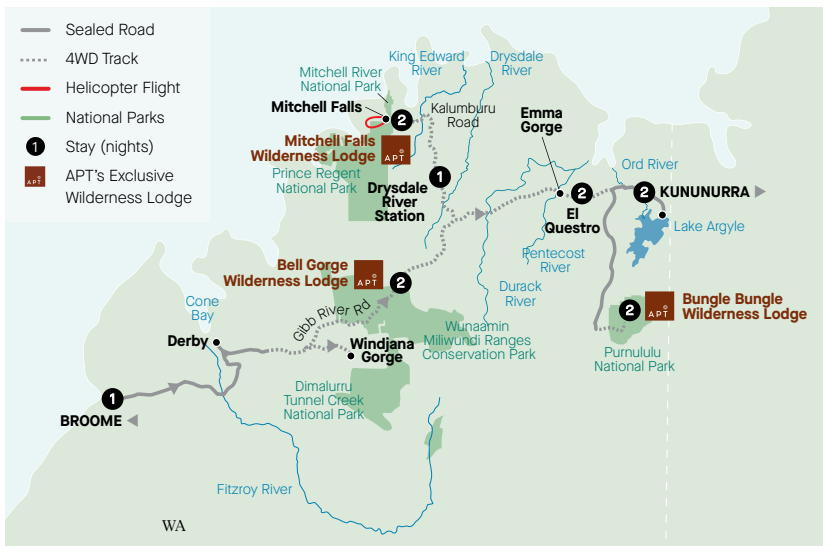 Sealed Road
4WD Track
Helicopter Flight
National Parks
1 Stay (nights)
APT
APT's Exclusive
Wilderness Lodge
King Edward
River
Drysdale
River
Mitchell River
National Park
Mitchell Falls
2
Kalumburu
Road
Emma
Gorge
Mitchell Falls
Wilderness Lodge
APT
Prince Regent
National Park
1
Drysdale
River
Station
Ord River
2
El
Questro
2 KUNUNURRA
Lake Argyle
Pentecost
River
Bell Gorge
Wilderness Lodge
APT
2
Durack
River
Cone
Bay
Gibb River Rd
Bungle Bungle
Wilderness Lodge
APT
2
Derby
Windjana
Gorge
Wunaamin
Miliwundi Ranges
Conservation Park
Purnululu
National Park
Dimalurru
Tunnel Creek
National Park
1
BROOME
Fitzroy River
WA